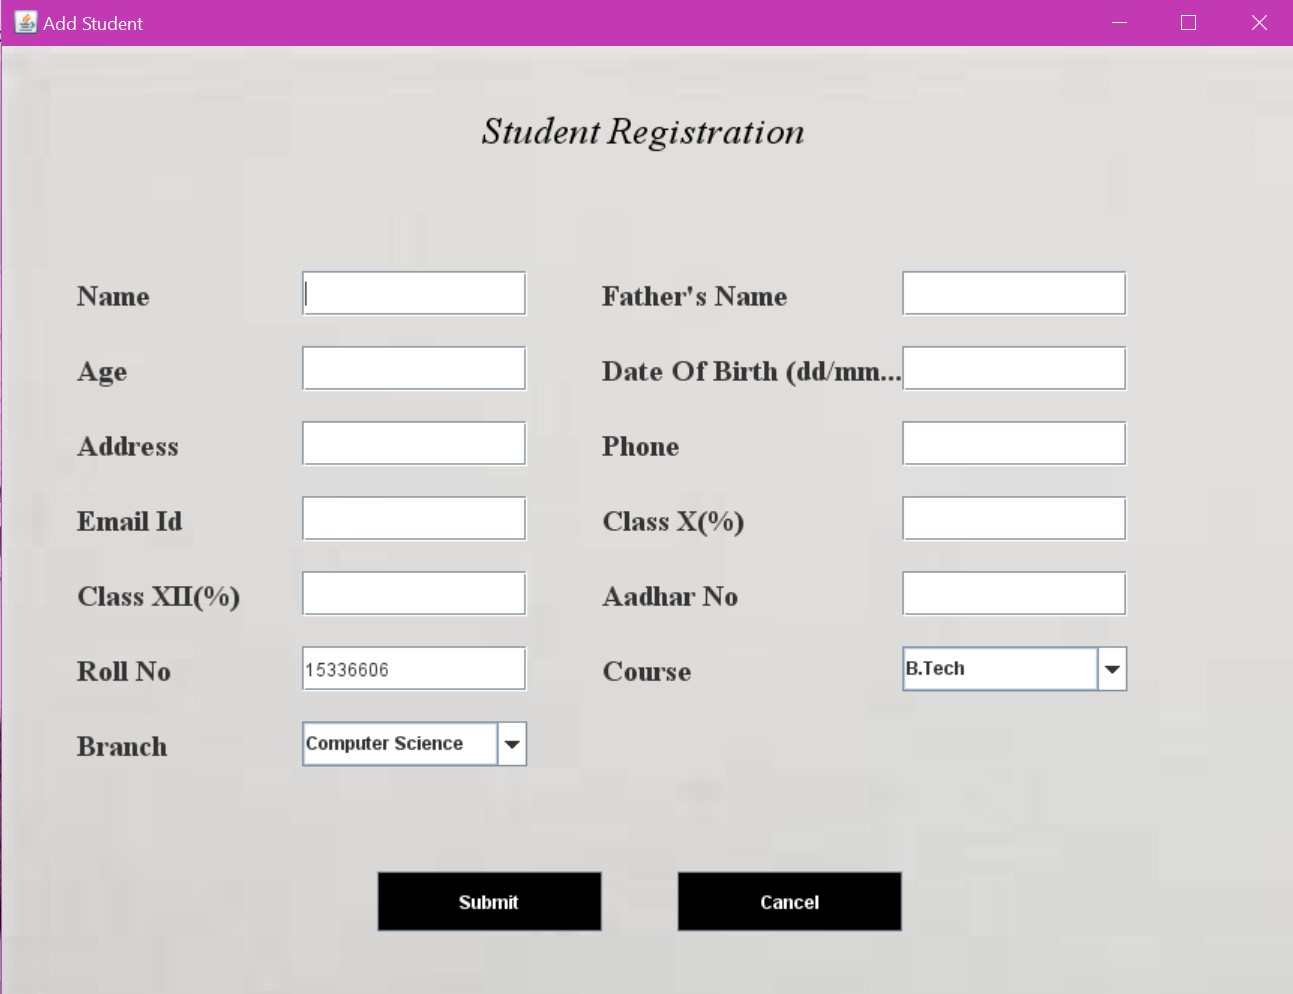 Add Student
Student Registration
Name
Father's Name
Age
Date Of Birth (dd/mm...
Address
Phone
Email Id
Class X(%)
Class XII(%)
Aadhar No
Roll No 15336606
Course B.Tech
Branch Computer Science
Submit
Cancel